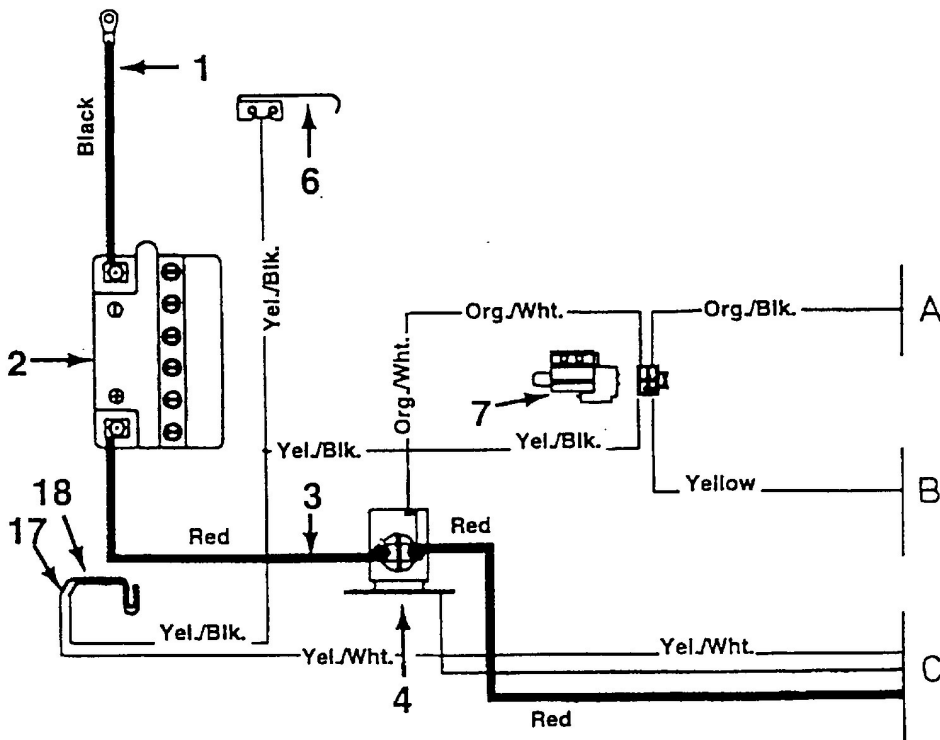 1
Black
6
Yel./Blk.
Org./Wht.
Org./Blk.
A
2
Org./Wht.
7
Yel./Blk.
Yel./Blk.
Yellow
B
18
17
3
Red
Red
Yel./Blk.
Yel./Wht.
Yel./Wht.
4
C
Red